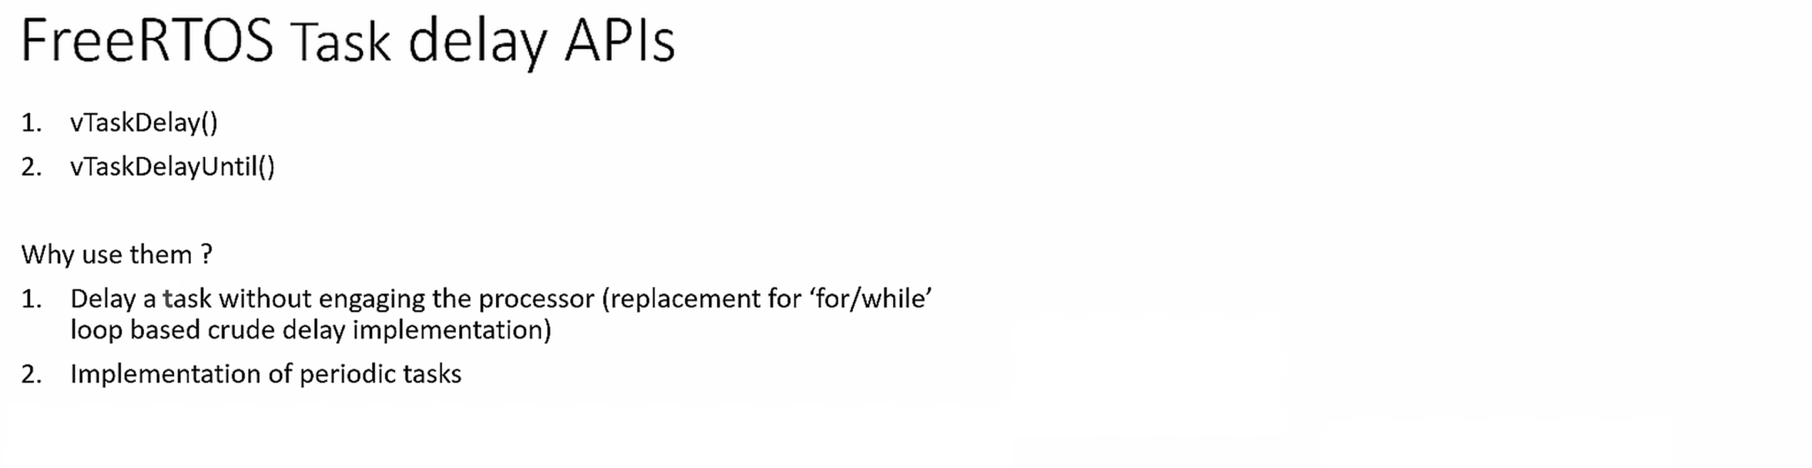 FreeRTOS Task delay APIs
1. vTaskDelay()
2. vTaskDelayUntil()
Why use them ?
1. Delay a task without engaging the processor (replacement for ‘for/while’
loop based crude delay implementation)
2. Implementation of periodic tasks